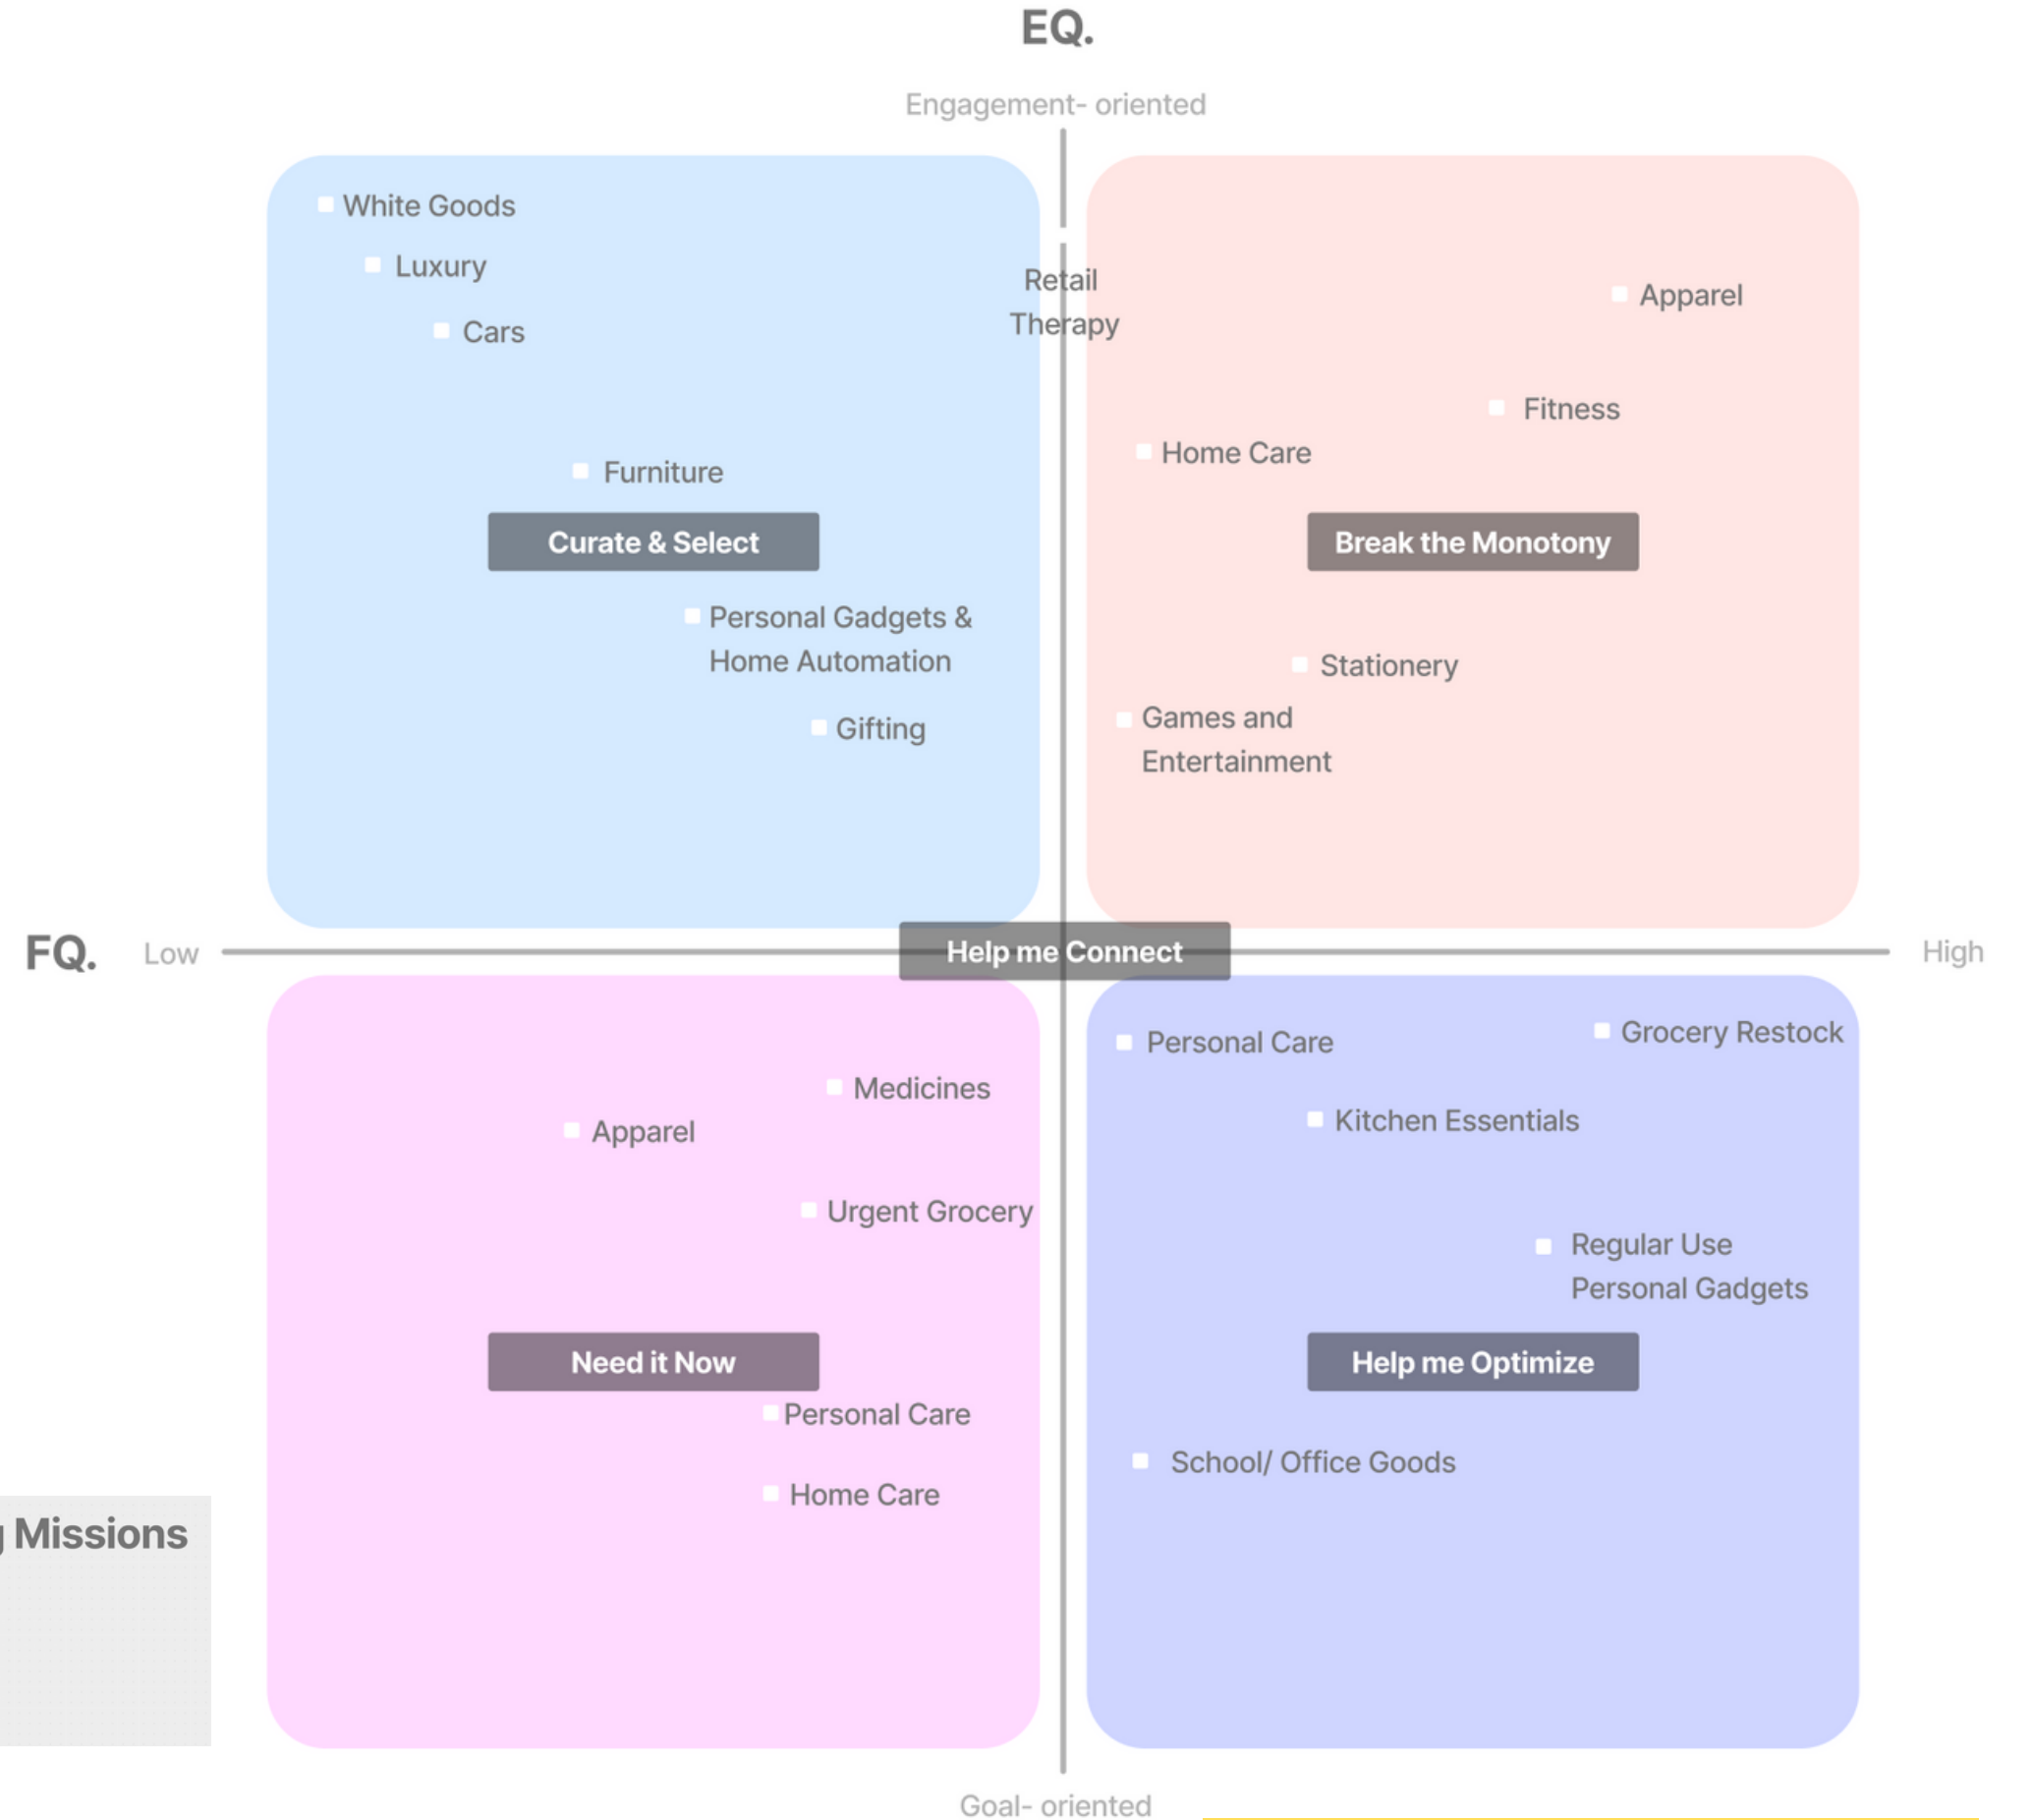 EQ.
Engagement- oriented
White Goods
Luxury
Cars
Furniture
Curate & Select
Personal Gadgets &
Home Automation
Gifting
Retail
Therapy
Apparel
Fitness
Home Care
Break the Monotony
Stationery
Games and
Entertainment
FQ.
Low
Help me Connect
High
Medicines
Apparel
Urgent Grocery
Need it Now
Personal Care
Home Care
Personal Care
Grocery Restock
Kitchen Essentials
Regular Use
Personal Gadgets
Help me Optimize
School/ Office Goods
Missions
Goal- oriented